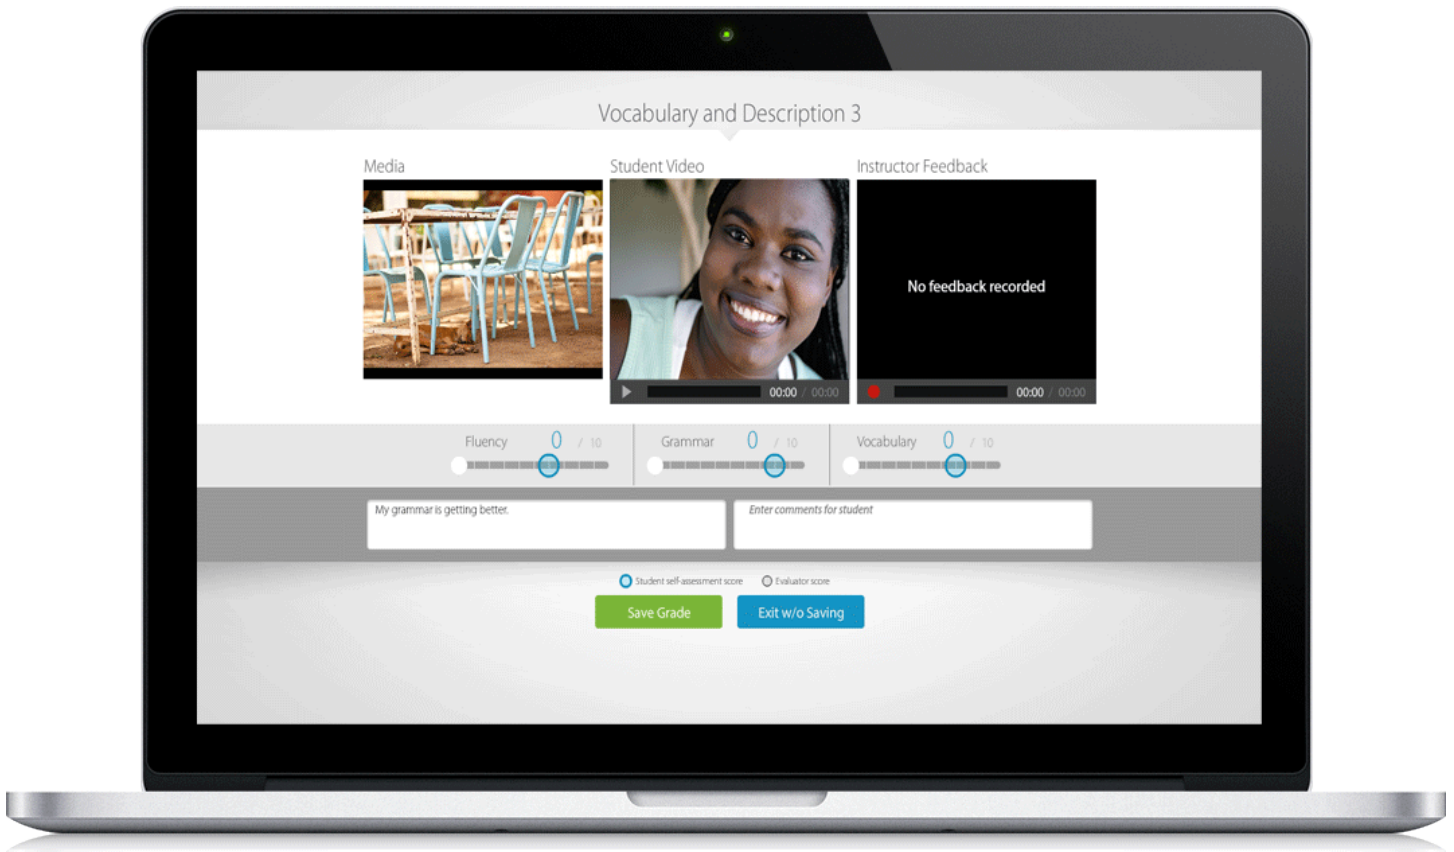 Vocabulary and Description 3
Media
Student Video
Instructor Feedback
No feedback recorded
00:00 / 00:00
00:00 / 00:00
Fluency 0 / 10
Grammar 0 / 10
Vocabulary 0 / 10
My grammar is getting better.
Enter comments for student
Student self-assessment score
Evaluator score
Save Grade
Exit w/o Saving